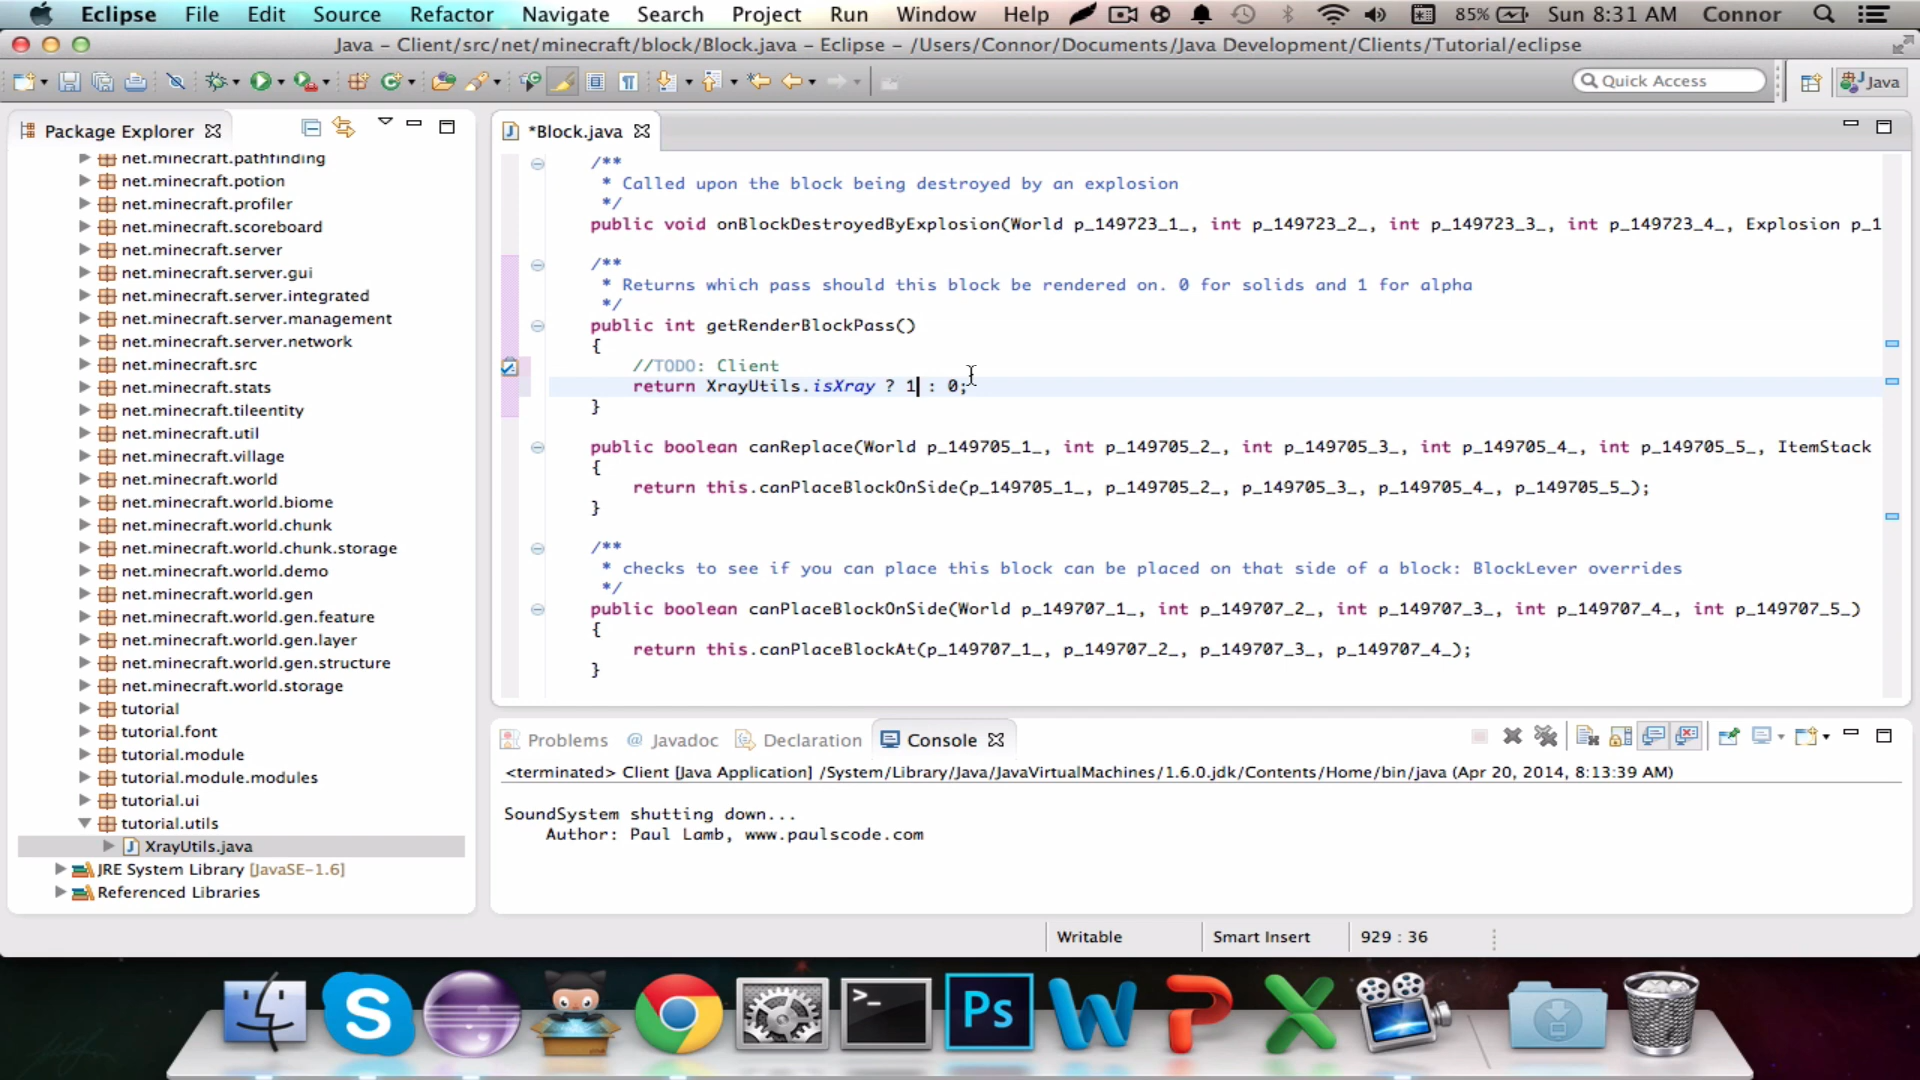 Eclipse File Edit Source Refactor Navigate Search Project Run Window Help 85% Sun 8:31 AM Connor
Java – Client/src/net/minecraft/block/Block.java – Eclipse – /Users/Connor/Documents/Java Development/Clients/Tutorial/eclipse
Quick Access Java
Package Explorer
net.minecraft.pathfinding
net.minecraft.potion
net.minecraft.profiler
net.minecraft.scoreboard
net.minecraft.server
net.minecraft.server.gui
net.minecraft.server.integrated
net.minecraft.server.management
net.minecraft.server.network
net.minecraft.src
net.minecraft.stats
net.minecraft.tileentity
net.minecraft.util
net.minecraft.village
net.minecraft.world
net.minecraft.world.biome
net.minecraft.world.chunk
net.minecraft.world.chunk.storage
net.minecraft.world.demo
net.minecraft.world.gen
net.minecraft.world.gen.feature
net.minecraft.world.gen.layer
net.minecraft.world.gen.structure
net.minecraft.world.storage
tutorial
tutorial.font
tutorial.module
tutorial.module.modules
tutorial.ui
tutorial.utils
XrayUtils.java
JRE System Library [JavaSE-1.6]
Referenced Libraries
*Block.java
/**
* Called upon the block being destroyed by an explosion
*/
public void onBlockDestroyedByExplosion(World p_149723_1_, int p_149723_2_, int p_149723_3_, int p_149723_4_, Explosion p_1
/**
* Returns which pass should this block be rendered on. 0 for solids and 1 for alpha
*/
public int getRenderBlockPass()
{
//TODO: Client
return XrayUtils.isXray ? 1 : 0;
}
public boolean canReplace(World p_149705_1_, int p_149705_2_, int p_149705_3_, int p_149705_4_, int p_149705_5_, ItemStack
{
return this.canPlaceBlockOnSide(p_149705_1_, p_149705_2_, p_149705_3_, p_149705_4_, p_149705_5_);
}
/**
* checks to see if you can place this block can be placed on that side of a block: BlockLever overrides
*/
public boolean canPlaceBlockOnSide(World p_149707_1_, int p_149707_2_, int p_149707_3_, int p_149707_4_, int p_149707_5_)
{
return this.canPlaceBlockAt(p_149707_1_, p_149707_2_, p_149707_3_, p_149707_4_);
}
Problems @ Javadoc Declaration Console
<terminated> Client [Java Application] /System/Library/Java/JavaVirtualMachines/1.6.0.jdk/Contents/Home/bin/java (Apr 20, 2014, 8:13:39 AM)
SoundSystem shutting down...
Author: Paul Lamb, www.paulscode.com
Writable Smart Insert 929 : 36
>_ Ps